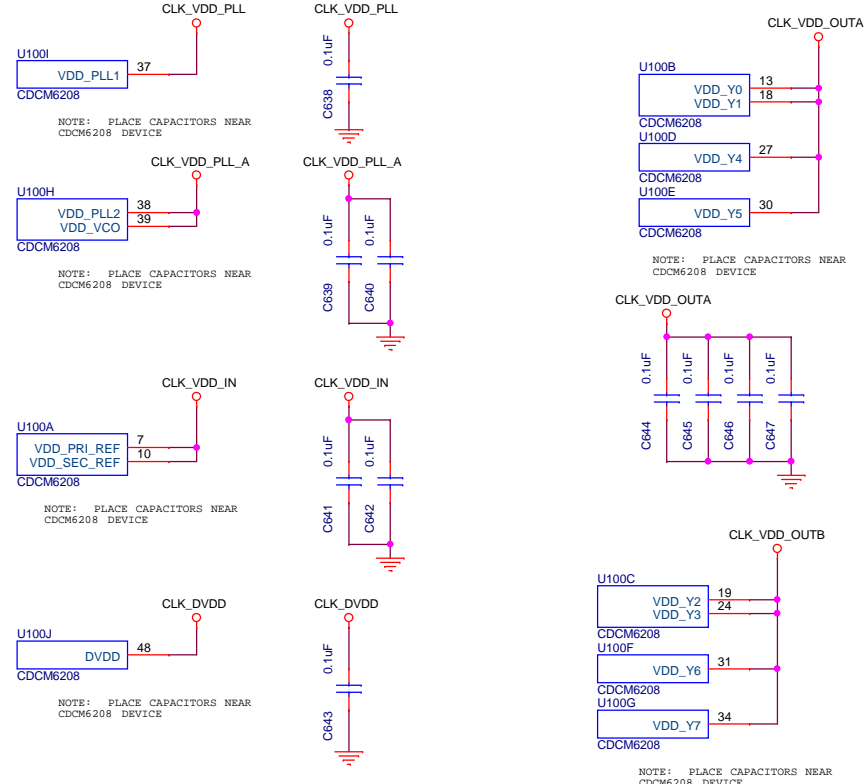 CLK_VDD_PLL
U100I
VDD_PLL1
37
NOTE: PLACE CAPACITORS NEAR
CDCM6208 DEVICE
CLK_VDD_PLL
0.1uF
C638
CLK_VDD_PLL_A
U100H
VDD_PLL2
38
VDD_VCO
39
CDCM6208
NOTE: PLACE CAPACITORS NEAR
CDCM6208 DEVICE
CLK_VDD_PLL_A
0.1uF
0.1uF
C639
C640
CLK_VDD_IN
U100A
VDD_PRI_REF
7
VDD_SEC_REF
10
CDCM6208
NOTE: PLACE CAPACITORS NEAR
CDCM6208 DEVICE
CLK_VDD_IN
0.1uF
0.1uF
C641
C642
CLK_DVDD
U100J
DVDD
48
CDCM6208
NOTE: PLACE CAPACITORS NEAR
CDCM6208 DEVICE
CLK_DVDD
0.1uF
C643
CLK_VDD_OUTA
U100B
VDD_Y0
13
VDD_Y1
18
CDCM6208
U100D
VDD_Y4
27
CDCM6208
U100E
VDD_Y5
30
CDCM6208
NOTE: PLACE CAPACITORS NEAR
CDCM6208 DEVICE
CLK_VDD_OUTA
0.1uF
0.1uF
0.1uF
0.1uF
C644
C645
C646
C647
CLK_VDD_OUTB
U100C
VDD_Y2
19
VDD_Y3
24
CDCM6208
U100F
VDD_Y6
31
CDCM6208
U100G
VDD_Y7
34
CDCM6208
NOTE: PLACE CAPACITORS NEAR
CDCM6208 DEVICE